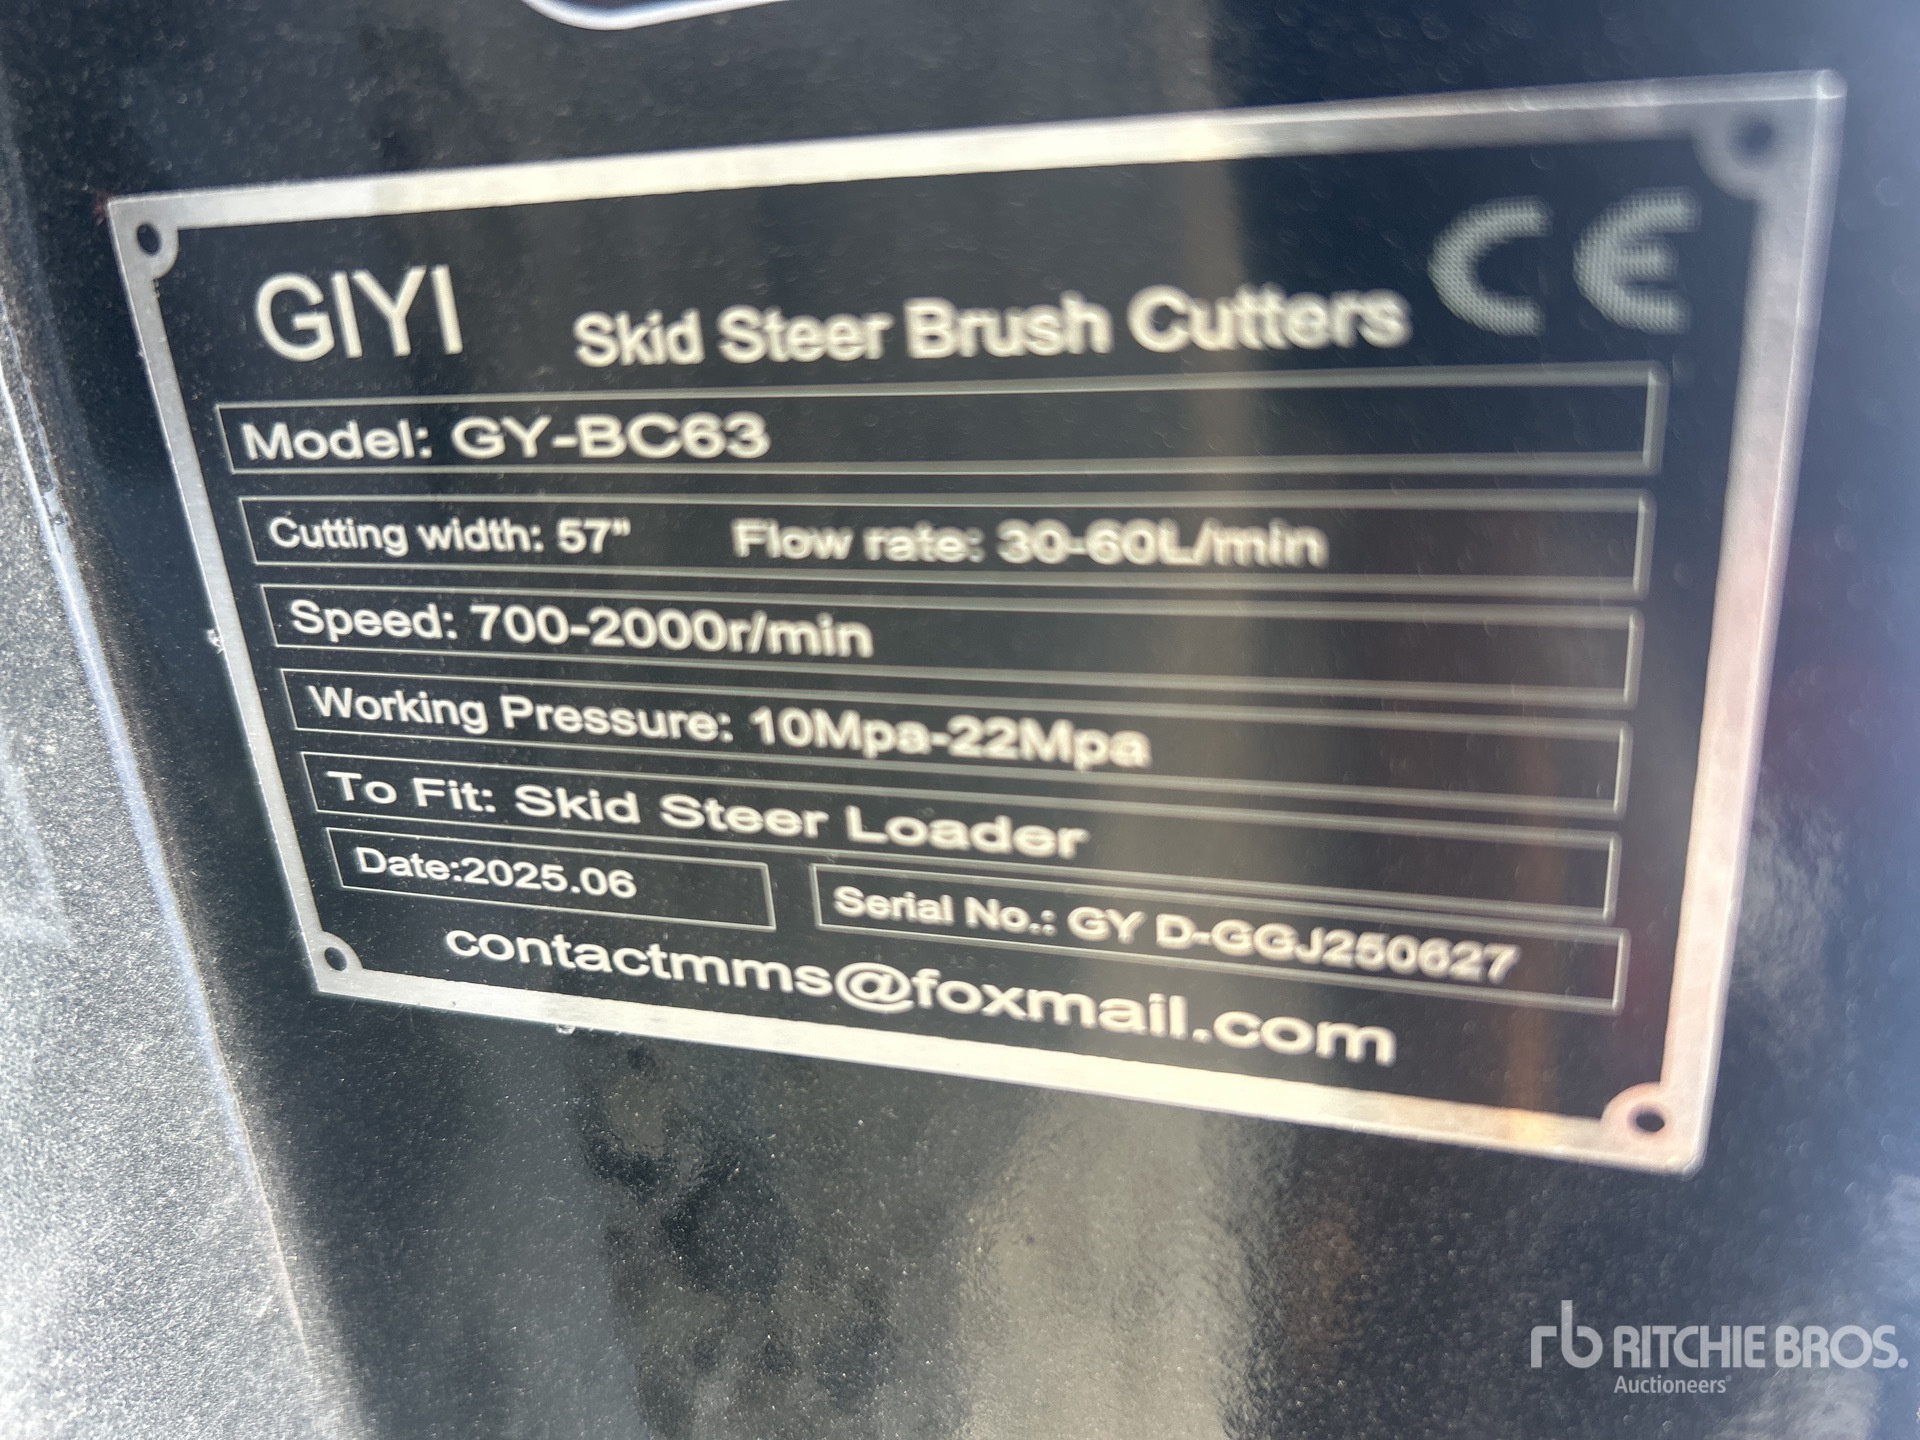 GIYI Skid Steer Brush Cutters CE
Model: GY-BC63
Cutting width: 57" Flow rate: 30-60L/min
Speed: 700-2000r/min
Working Pressure: 10Mpa-22Mpa
To Fit: Skid Steer Loader
Date:2025.06 Serial No.: GY D-GGJ250627
contactmms@foxmail.com
rb RITCHIE BROS.
Auctioneers